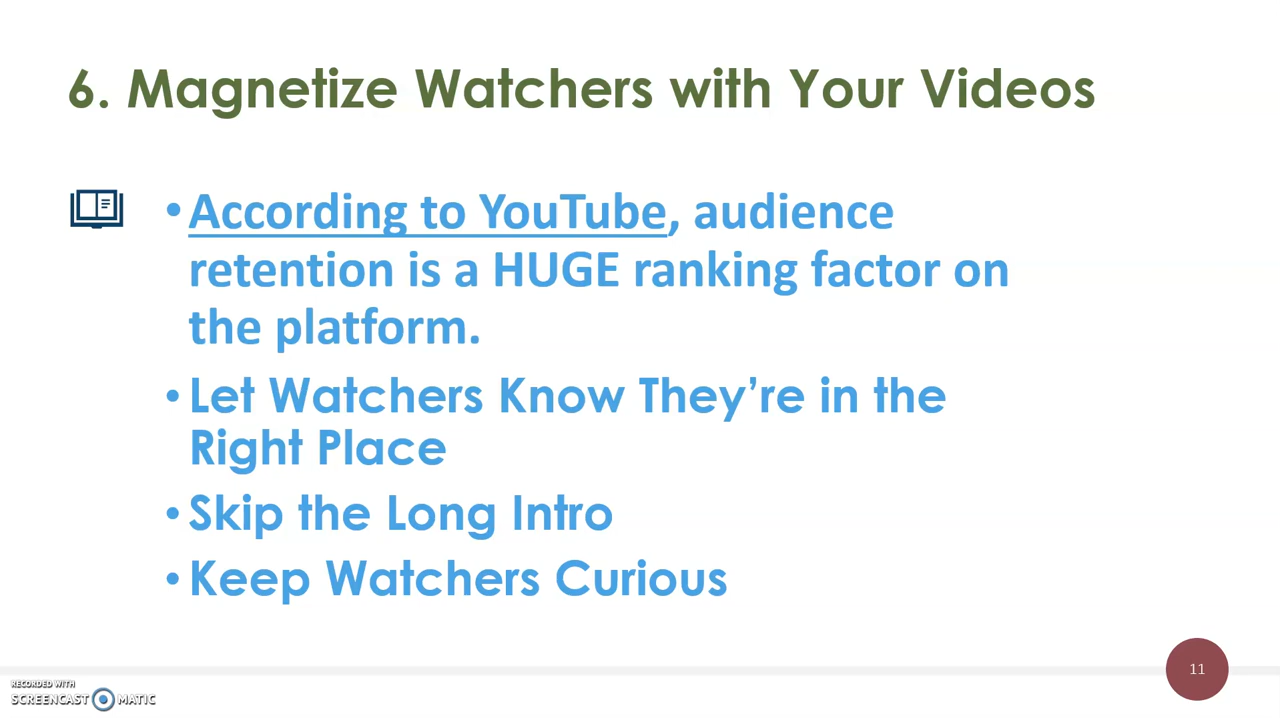 6. Magnetize Watchers with Your Videos
•According to YouTube, audience
retention is a HUGE ranking factor on
the platform.
•Let Watchers Know They’re in the
Right Place
•Skip the Long Intro
•Keep Watchers Curious
11
RECORDED WITH
SCREENCAST MATIC